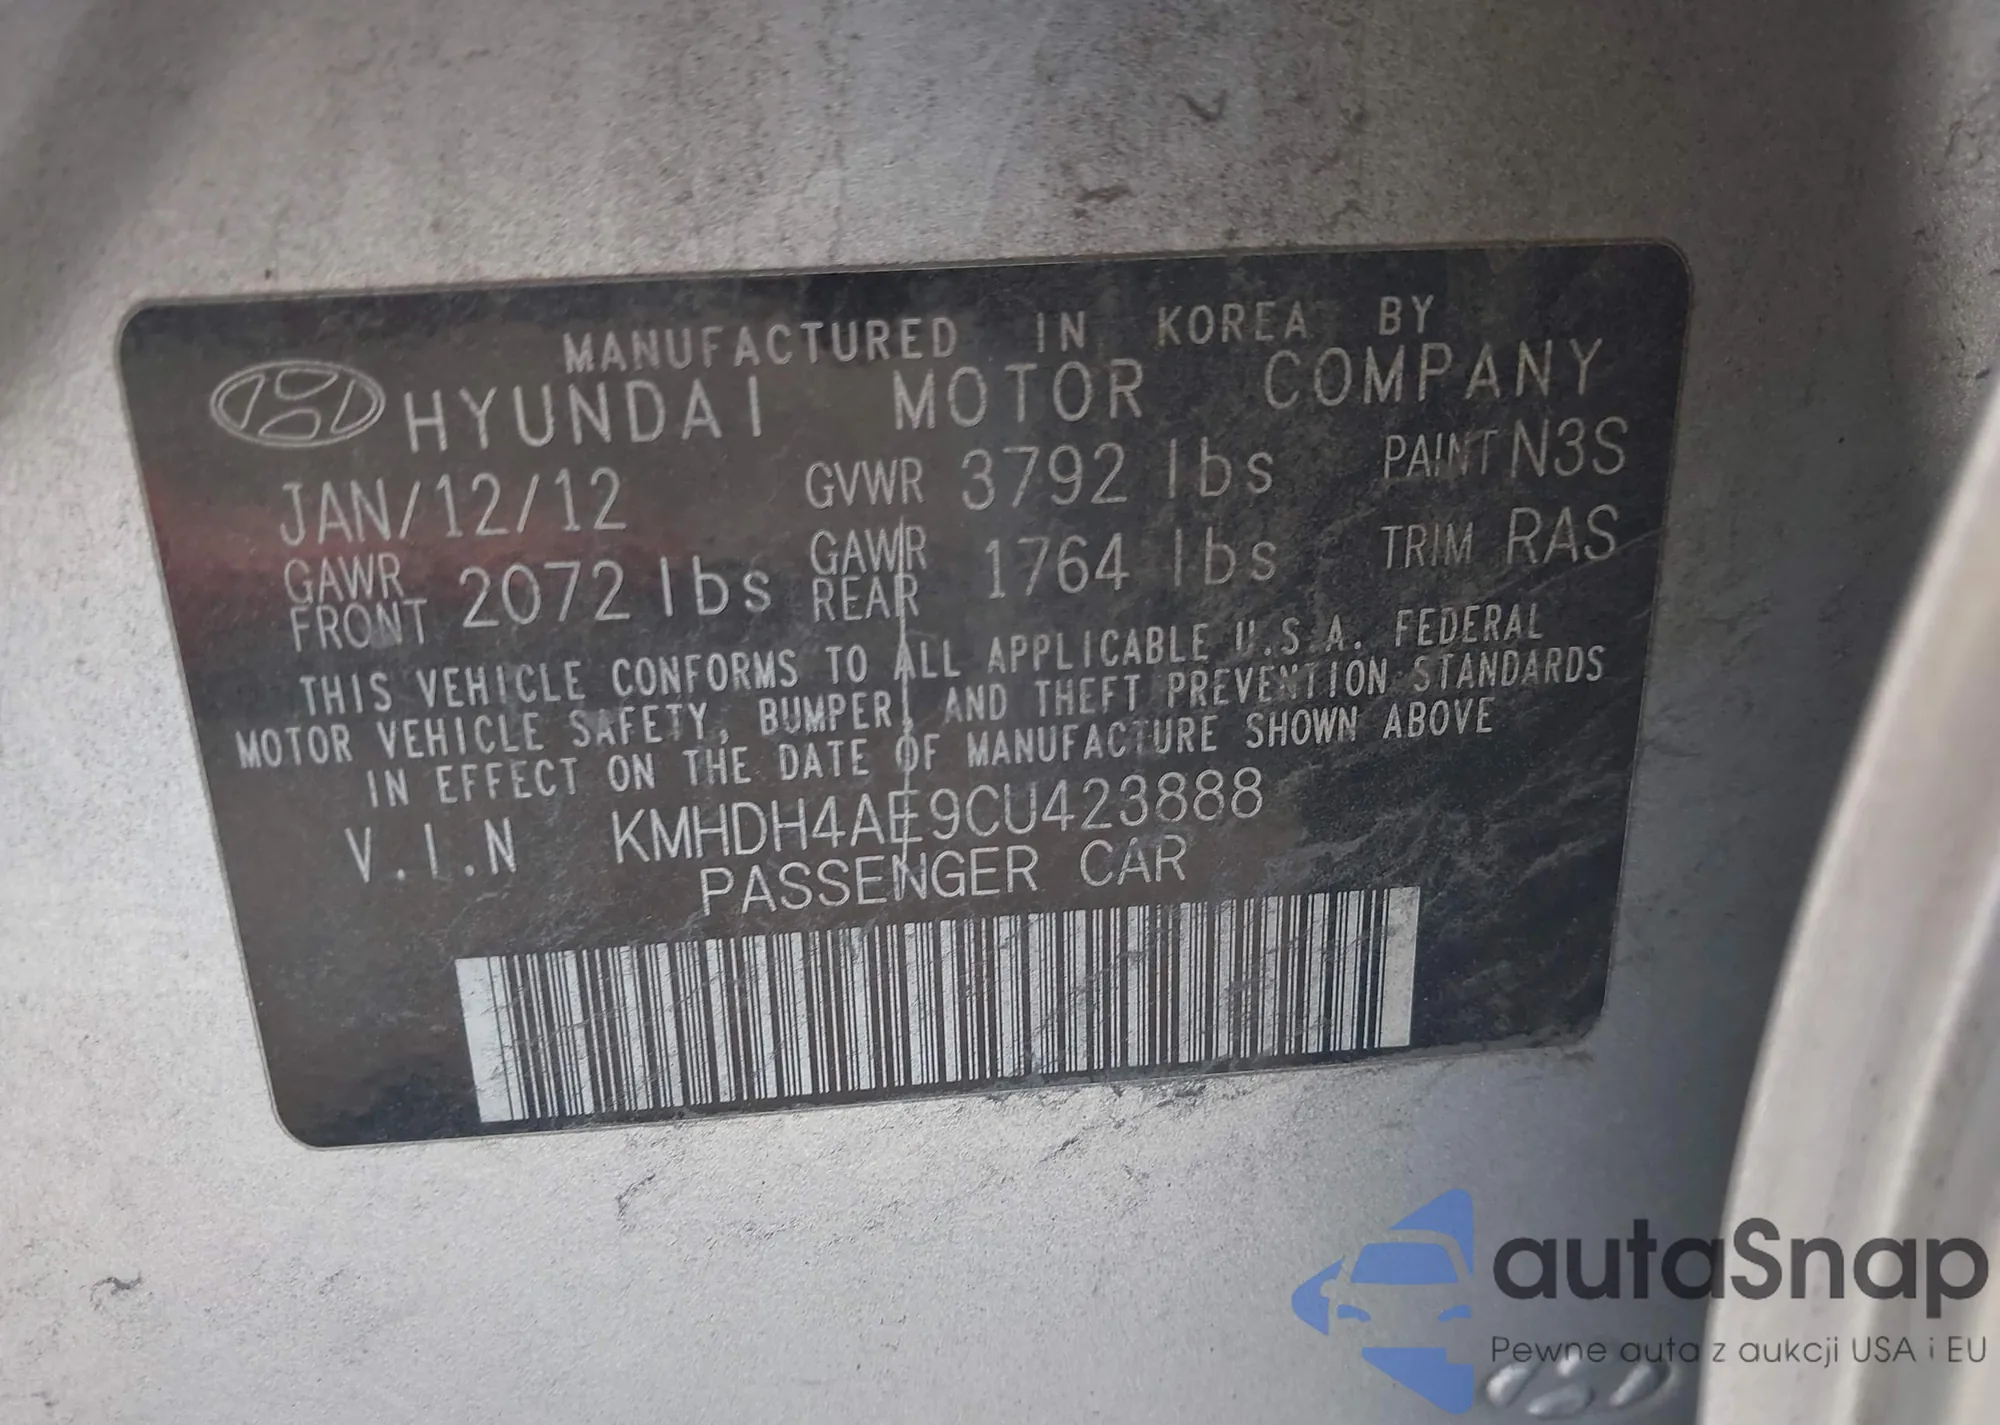 MANUFACTURED IN KOREA BY
HYUNDAI MOTOR COMPANY
JAN/12/12 GVWR 3792 lbs PAINT N3S
GAWR FRONT 2072 lbs GAWR REAR 1764 lbs TRIM RAS
THIS VEHICLE CONFORMS TO ALL APPLICABLE U.S.A. FEDERAL
MOTOR VEHICLE SAFETY, BUMPER, AND THEFT PREVENTION STANDARDS
IN EFFECT ON THE DATE OF MANUFACTURE SHOWN ABOVE
V.I.N KMHDH4AE9CU423888
PASSENGER CAR
autaSnap
Pewne auta z aukcji USA i EU